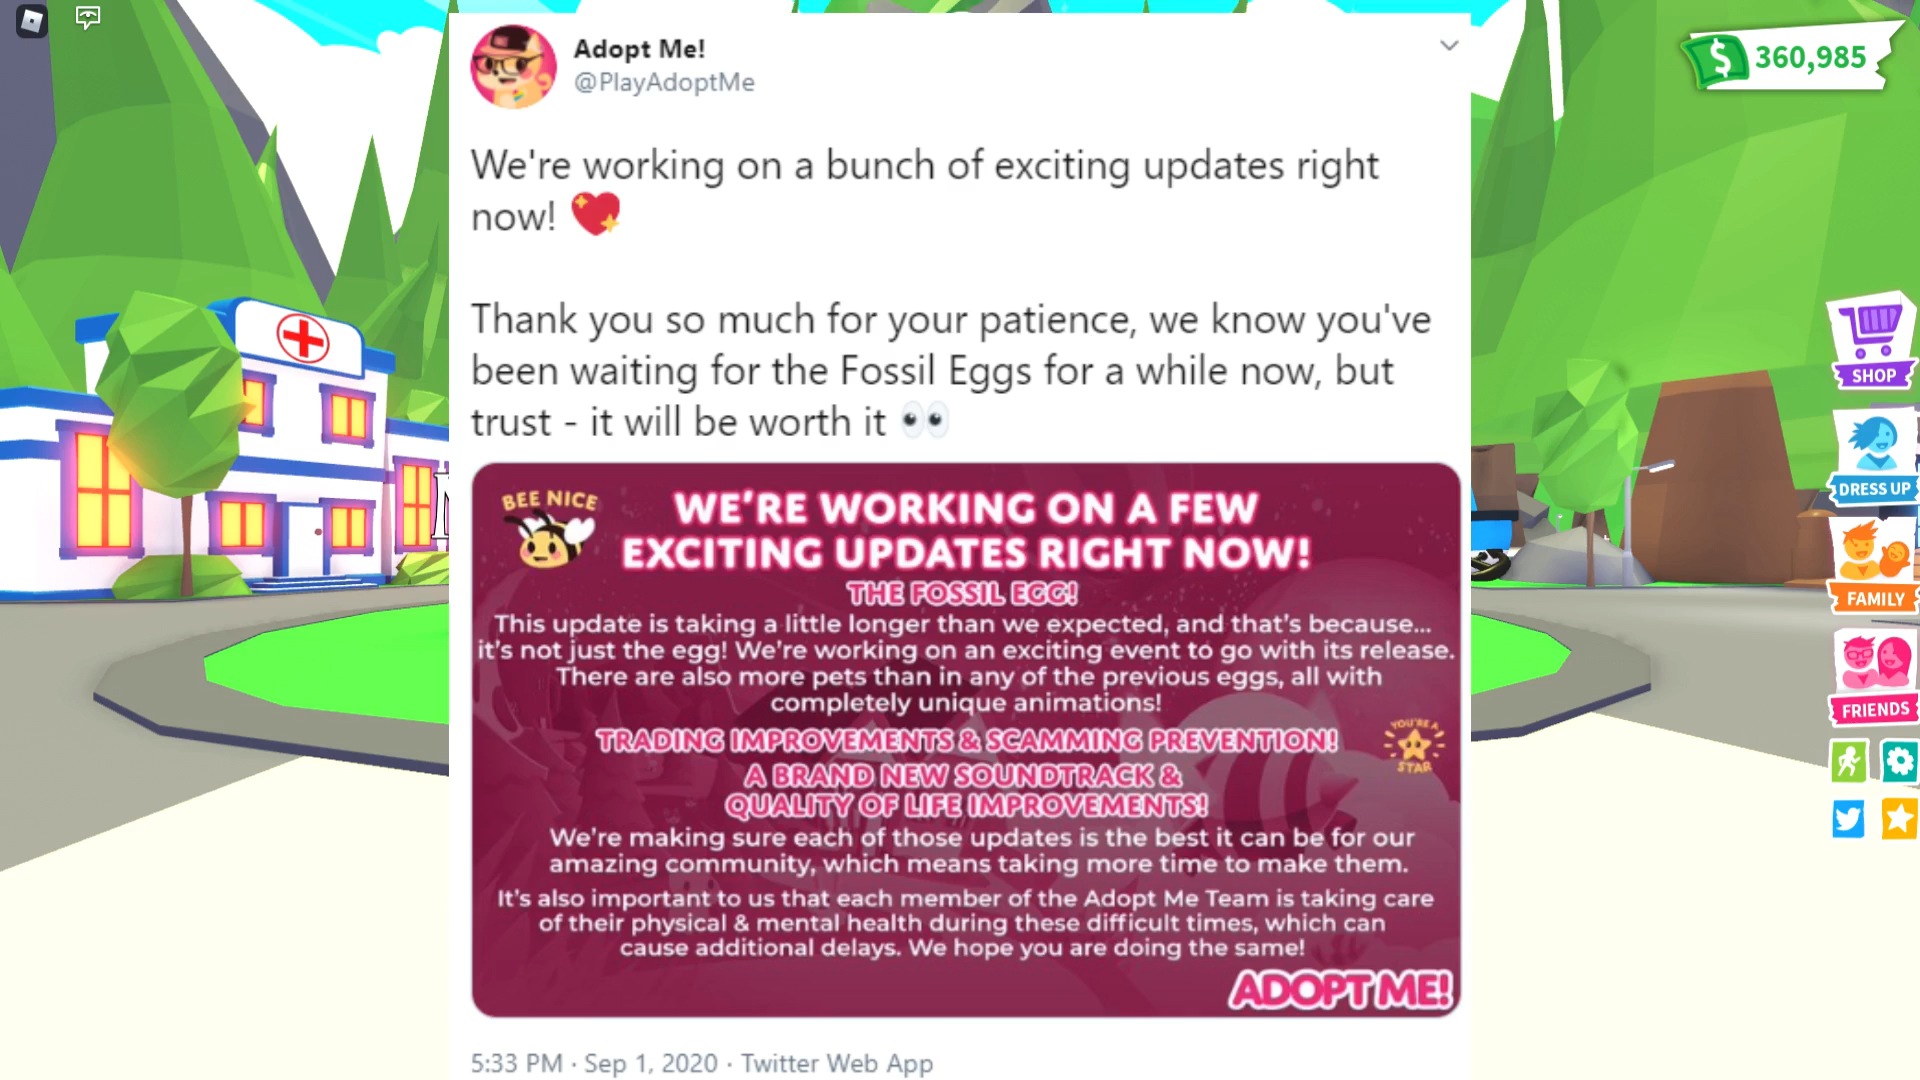 Adopt Me!
@PlayAdoptMe
360,985
We're working on a bunch of exciting updates right
now! 💖
Thank you so much for your patience, we know you've
been waiting for the Fossil Eggs for a while now, but
trust - it will be worth it 👀
BEE NICE
WE'RE WORKING ON A FEW
EXCITING UPDATES RIGHT NOW!
THE FOSSIL EGG!
This update is taking a little longer than we expected, and that's because...
it's not just the egg! We're working on an exciting event to go with its release.
There are also more pets than in any of the previous eggs, all with
completely unique animations!
TRADING IMPROVEMENTS & SCAMMING PREVENTION!
YOU'RE A
STAR
A BRAND NEW SOUNDTRACK &
QUALITY OF LIFE IMPROVEMENTS!
We're making sure each of those updates is the best it can be for our
amazing community, which means taking more time to make them.
It's also important to us that each member of the Adopt Me Team is taking care
of their physical & mental health during these difficult times, which can
cause additional delays. We hope you are doing the same!
ADOPT ME!
5:33 PM · Sep 1, 2020 · Twitter Web App
SHOP
DRESS UP
FAMILY
FRIENDS